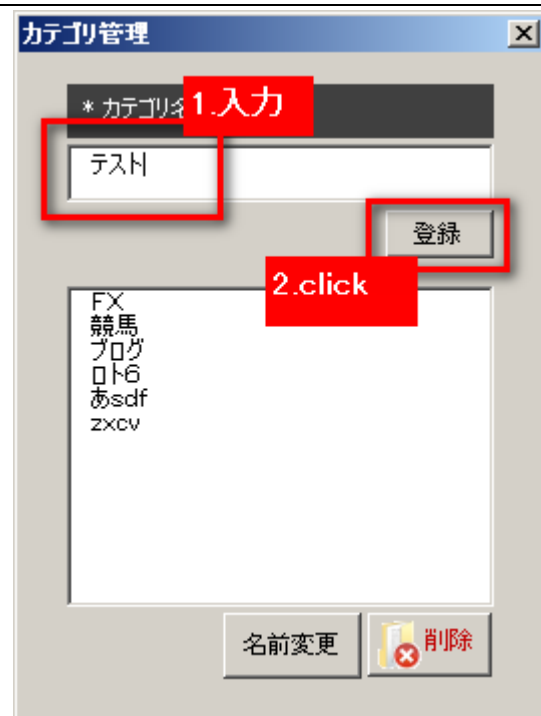 カテゴリ管理
* カテゴリ名
1.入力
テスト
登録
2.click
FX
競馬
ブログ
ロト6
あsdf
zxcv
名前変更
削除